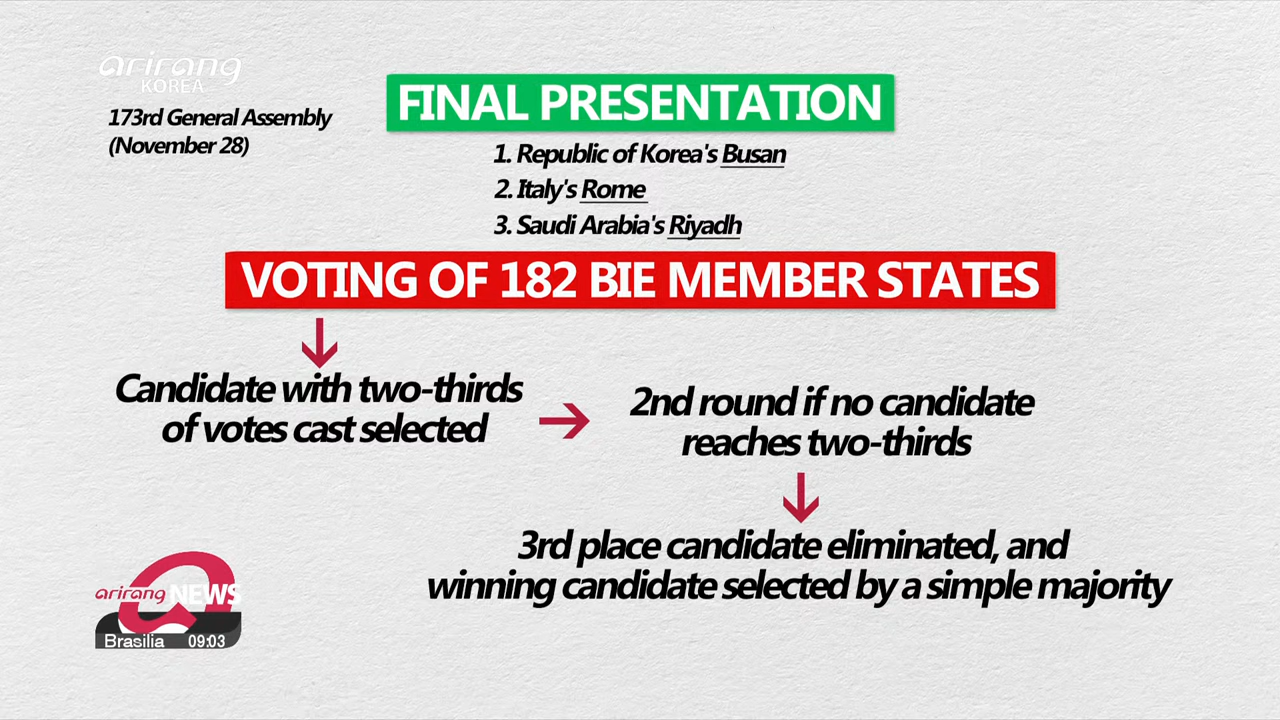 arirang
KOREA
173rd General Assembly
(November 28)
FINAL PRESENTATION
1. Republic of Korea's Busan
2. Italy's Rome
3. Saudi Arabia's Riyadh
VOTING OF 182 BIE MEMBER STATES
Candidate with two-thirds
of votes cast selected
2nd round if no candidate
reaches two-thirds
3rd place candidate eliminated, and
winning candidate selected by a simple majority
arirang NEWS
Brasilia 09:03